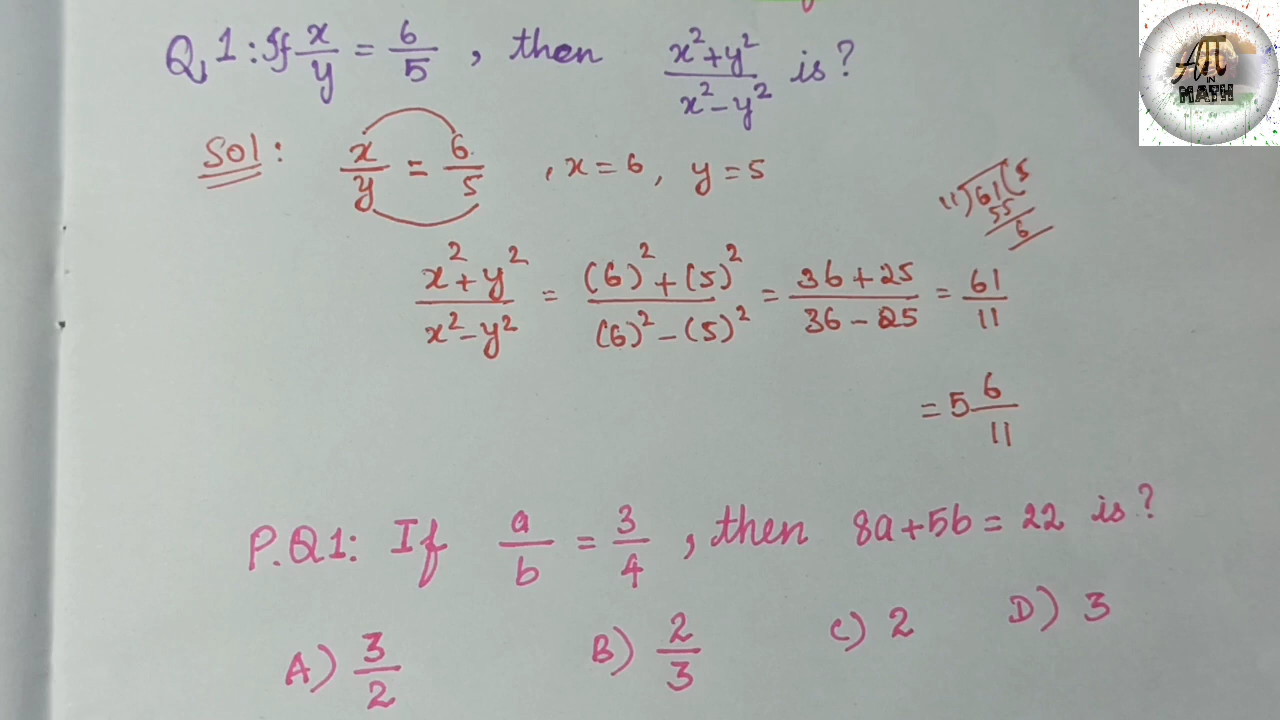 Q.1: If x/y = 6/5, then (x²+y²)/(x²-y²) is?
Sol: x/y = 6/5, x=6, y=5
11)61(5
55
6
(x²+y²)/(x²-y²) = ((6)²+(5)²)/((6)²-(5)²) = (36+25)/(36-25) = 61/11
= 5 6/11
P.Q1: If a/b = 3/4, then 8a+5b=22 is?
A) 3/2 B) 2/3 C) 2 D) 3
IN
MATH